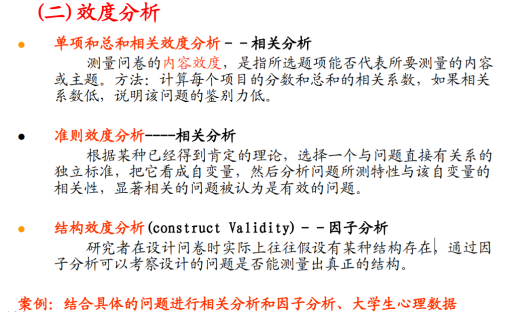 (二)效度分析
单项和总和相关效度分析--相关分析
测量问卷的内容效度，是指所选题项能否代表所要测量的内容
或主题。方法：计算每个项目的分数和总和的相关系数，如果相关
系数低，说明该问题的鉴别力低。
准则效度分析----相关分析
根据某种已经得到肯定的理论，选择一个与问题直接有关系的
独立标准，把它看成自变量，然后分析问题所测特性与该自变量的
相关性，显著相关的问题被认为是有效的问题。
结构效度分析(construct Validity)--因子分析
研究者在设计问卷时实际上往往假设有某种结构存在，通过因
子分析可以考察设计的问题是否能测量出真正的结构。
案例：结合具体的问题进行相关分析和因子分析、大学生心理数据